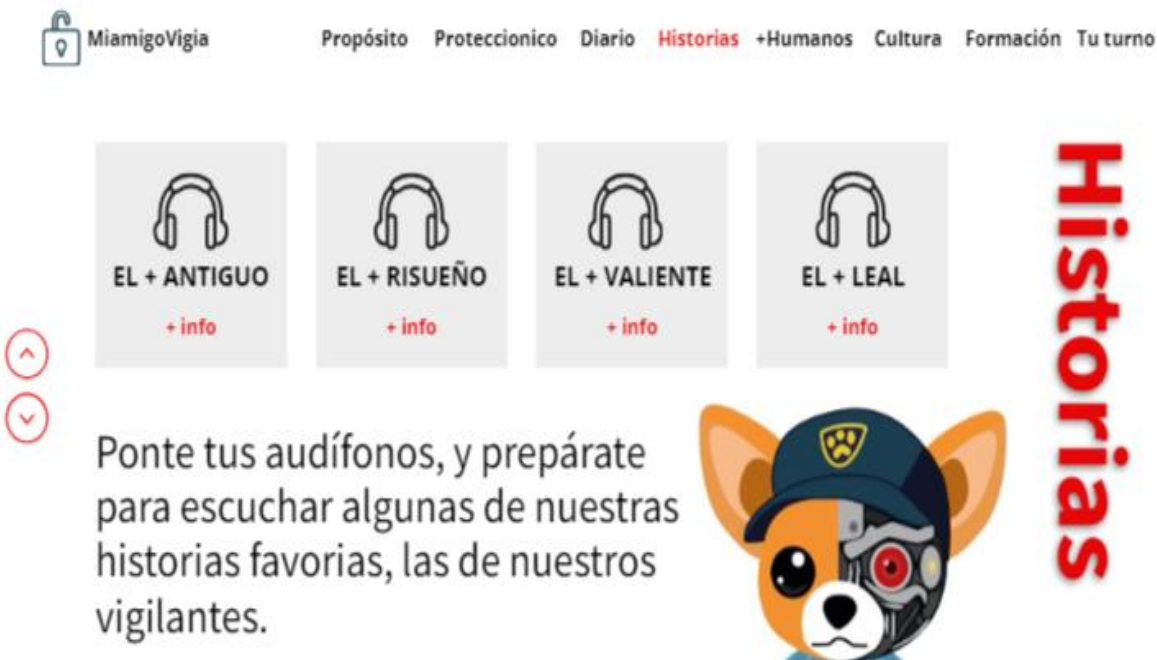 MiamigoVigia
Propósito Proteccionico Diario Historias +Humanos Cultura Formación Tu turno
EL + ANTIGUO
+ info
EL + RISUEÑO
+ info
EL + VALIENTE
+ info
EL + LEAL
+ info
Historias
Ponte tus audífonos, y prepárate
para escuchar algunas de nuestras
historias favorias, las de nuestros
vigilantes.